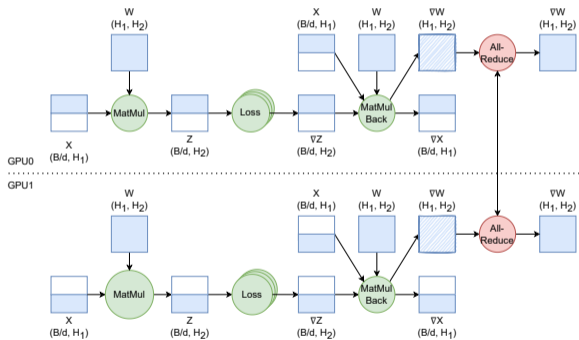 W
(H1, H2)
X
(B/d, H1)
W
(H1, H2)
∇W
(H1, H2)
∇W
(H1, H2)
All-
Reduce
MatMul
Loss
MatMul
Back
X
(B/d, H1)
Z
(B/d, H2)
∇Z
(B/d, H2)
∇X
(B/d, H1)
GPU0
GPU1
W
(H1, H2)
X
(B/d, H1)
W
(H1, H2)
∇W
(H1, H2)
∇W
(H1, H2)
All-
Reduce
MatMul
Loss
MatMul
Back
X
(B/d, H1)
Z
(B/d, H2)
∇Z
(B/d, H2)
∇X
(B/d, H1)